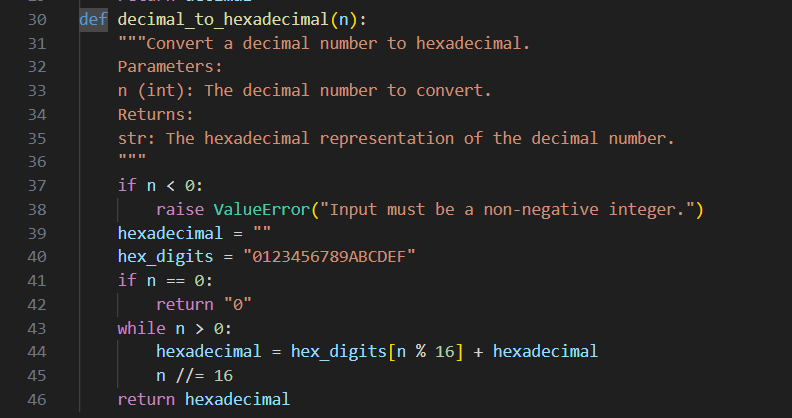 30 def decimal_to_hexadecimal(n):
31 """Convert a decimal number to hexadecimal.
32 Parameters:
33 n (int): The decimal number to convert.
34 Returns:
35 str: The hexadecimal representation of the decimal number.
36 """
37 if n < 0:
38 raise ValueError("Input must be a non-negative integer.")
39 hexadecimal = ""
40 hex_digits = "0123456789ABCDEF"
41 if n == 0:
42 return "0"
43 while n > 0:
44 hexadecimal = hex_digits[n % 16] + hexadecimal
45 n //= 16
46 return hexadecimal